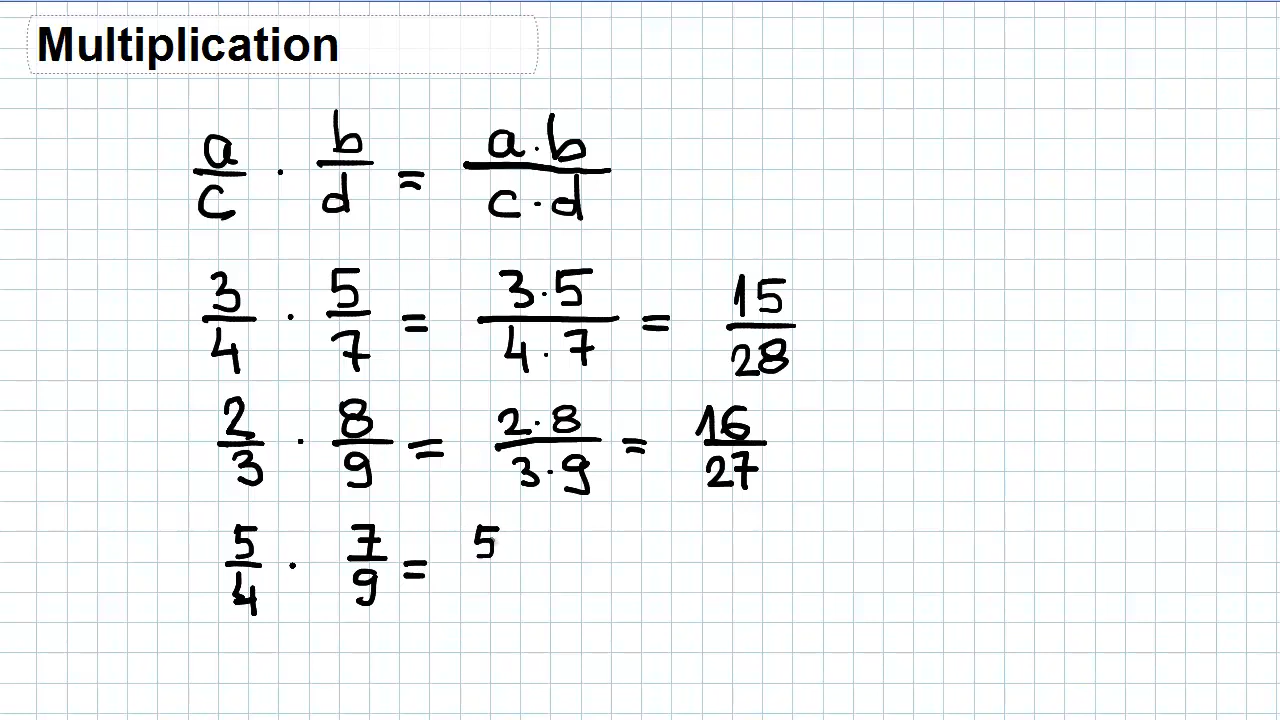 Multiplication
a/c · b/d = a·b/c·d
3/4 · 5/7 = 3·5/4·7 = 15/28
2/3 · 8/9 = 2·8/3·9 = 16/27
5/4 · 7/9 = 5